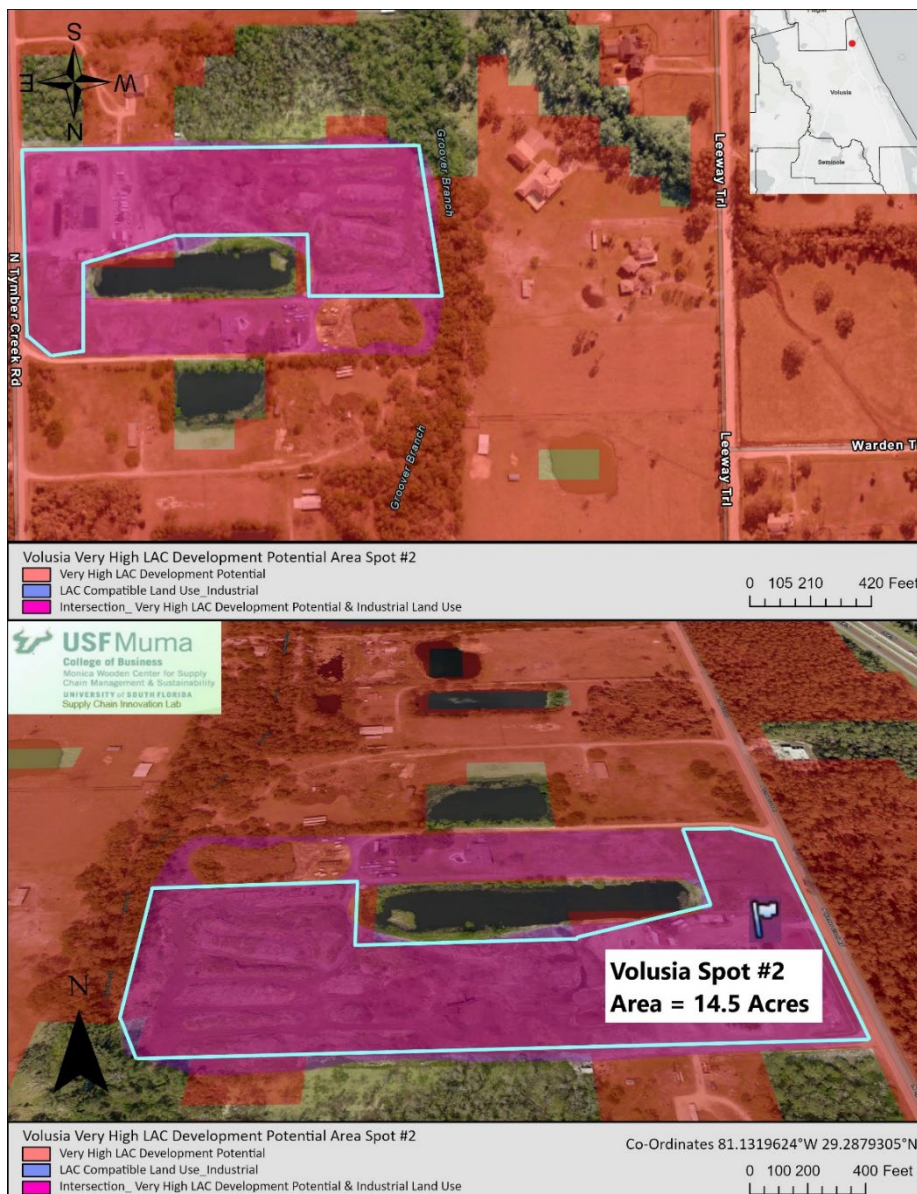 S
E
W
N
Flagler
Volusia
Seminole
Groover Branch
Leeway Trl
N Tymber Creek Rd
Groover Branch
Leeway Trl
Warden T
Volusia Very High LAC Development Potential Area Spot #2
Very High LAC Development Potential
LAC Compatible Land Use_Industrial
Intersection_ Very High LAC Development Potential & Industrial Land Use
0 105 210 420 Feet
USF Muma
College of Business
Monica Wooden Center for Supply
Chain Management & Sustainability
UNIVERSITY of SOUTH FLORIDA
Supply Chain Innovation Lab
N
Volusia Spot #2
Area = 14.5 Acres
Volusia Very High LAC Development Potential Area Spot #2
Very High LAC Development Potential
LAC Compatible Land Use_Industrial
Intersection_ Very High LAC Development Potential & Industrial Land Use
Co-Ordinates 81.1319624°W 29.2879305°N
0 100 200 400 Feet